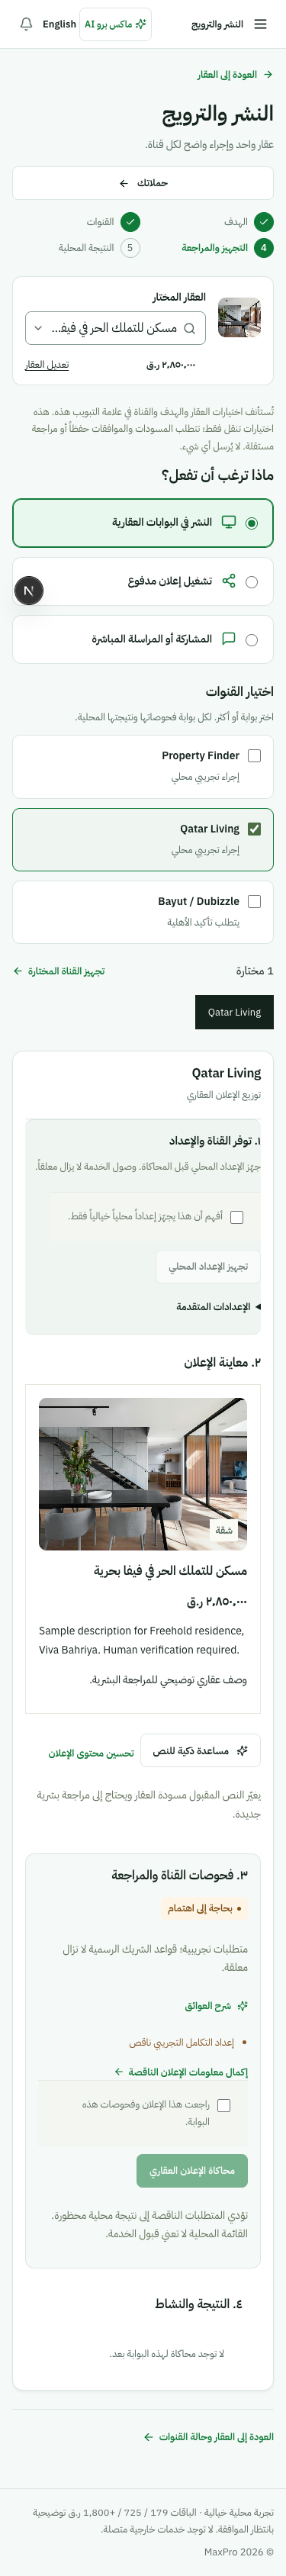 النشر والترويج
ماكس برو AI
English
العودة إلى العقار
النشر والترويج
عقار واحد وإجراء واضح لكل قناة.
حملاتك
الهدف
القنوات
4 التجهيز والمراجعة
5 النتيجة المحلية
العقار المختار
مسكن للتملك الحر في فيفـ...
٢,٨٥٠,٠٠٠ ر.ق
تعديل العقار
تُستأنف اختيارات العقار والهدف والقناة في علامة التبويب هذه. هذه
اختيارات تنقل فقط؛ تتطلب المسودات والموافقات حفظاً أو مراجعة
مستقلة. لا يُرسل أي شيء.
ماذا ترغب أن تفعل؟
النشر في البوابات العقارية
تشغيل إعلان مدفوع
المشاركة أو المراسلة المباشرة
اختيار القنوات
اختر بوابة أو أكثر. لكل بوابة فحوصاتها ونتيجتها المحلية.
Property Finder
إجراء تجريبي محلي
Qatar Living
إجراء تجريبي محلي
Bayut / Dubizzle
يتطلب تأكيد الأهلية
1 مختارة
تجهيز القناة المختارة
Qatar Living
Qatar Living
توزيع الإعلان العقاري
١. توفر القناة والإعداد
جهّز الإعداد المحلي قبل المحاكاة. وصول الخدمة لا يزال معلقاً.
أفهم أن هذا يجهّز إعداداً محلياً خيالياً فقط.
تجهيز الإعداد المحلي
الإعدادات المتقدمة
٢. معاينة الإعلان
شقة
مسكن للتملك الحر في فيفا بحرية
٢,٨٥٠,٠٠٠ ر.ق
Sample description for Freehold residence,
Viva Bahriya. Human verification required.
وصف عقاري توضيحي للمراجعة البشرية.
مساعدة ذكية للنص
تحسين محتوى الإعلان
يغيّر النص المقبول مسودة العقار ويحتاج إلى مراجعة بشرية
جديدة.
٣. فحوصات القناة والمراجعة
بحاجة إلى اهتمام
متطلبات تجريبية؛ قواعد الشريك الرسمية لا تزال
معلقة.
شرح العوائق
إعداد التكامل التجريبي ناقص
إكمال معلومات الإعلان الناقصة
راجعت هذا الإعلان وفحوصات هذه
البوابة.
محاكاة الإعلان العقاري
تؤدي المتطلبات الناقصة إلى نتيجة محلية محظورة.
القائمة المحلية لا تعني قبول الخدمة.
٤. النتيجة والنشاط
لا توجد محاكاة لهذه البوابة بعد.
العودة إلى العقار وحالة القنوات
تجربة محلية خيالية · الباقات 179 / 725 / +1,800 ر.ق توضيحية
بانتظار الموافقة. لا توجد خدمات خارجية متصلة.
© 2026 MaxPro